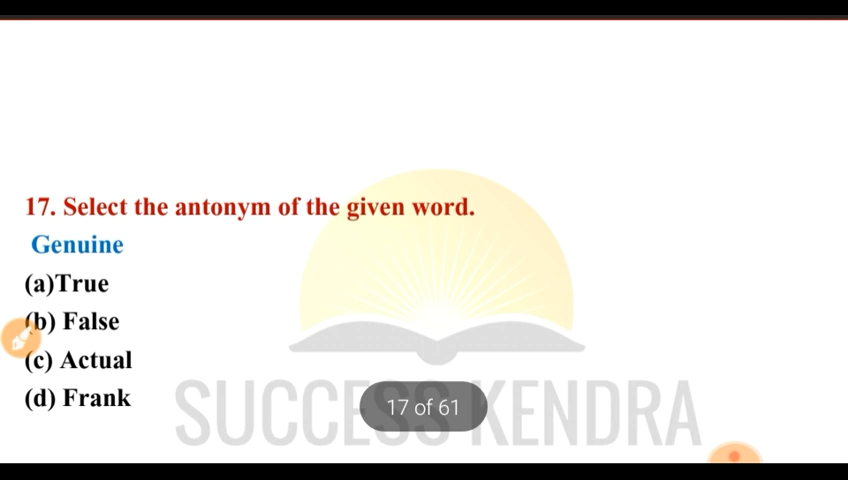 17. Select the antonym of the given word.
Genuine
(a)True
(b) False
(c) Actual
(d) Frank
SUCCESS KENDRA
17 of 61